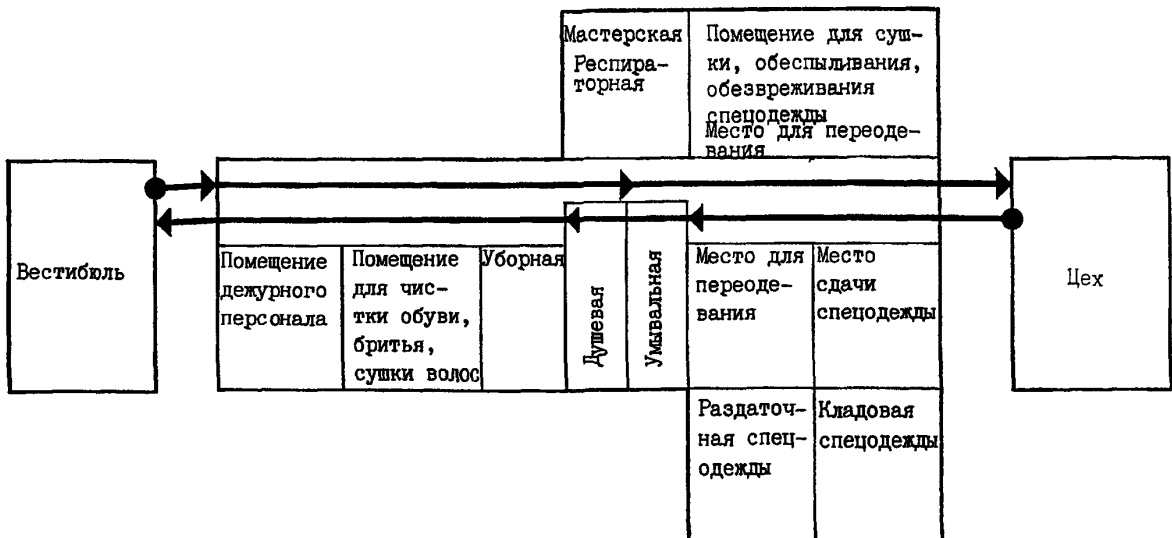 Мастерская
Респира-
торная
Помещение для суш-
ки, обеспыливания,
обезвреживания
спецодежды
Место для переоде-
вания
Вестибюль
Помещение
дежурного
персонала
Помещение
для чис-
тки обуви,
бритья,
сушки волос
Уборная
Душевая
Умывальная
Место для
переоде-
вания
Место
сдачи
спецодежды
Цех
Раздаточ-
ная спец-
одежды
Кладовая
спецодежды